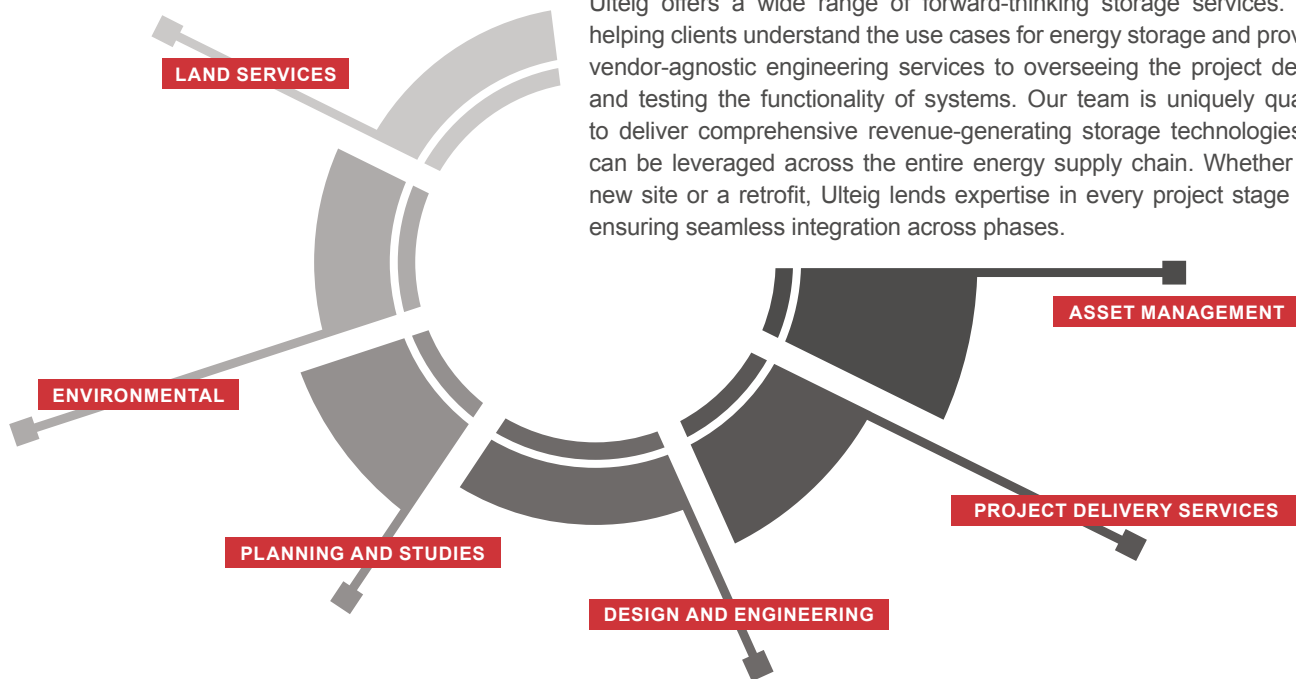 Ulteig offers a wide range of forward-thinking storage services.
helping clients understand the use cases for energy storage and
vendor-agnostic engineering services to overseeing the project
and testing the functionality of systems. Our team is uniquely
to deliver comprehensive revenue-generating storage technologies
can be leveraged across the entire energy supply chain. Whether
new site or a retrofit, Ulteig lends expertise in every project stage
ensuring seamless integration across phases.
LAND SERVICES
ASSET MANAGEMENT
ENVIRONMENTAL
PROJECT DELIVERY SERVICES
PLANNING AND STUDIES
DESIGN AND ENGINEERING